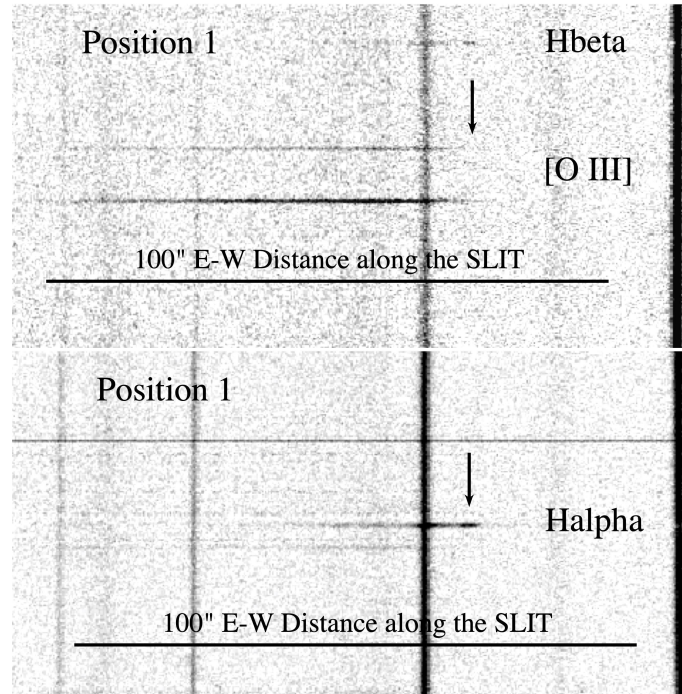 Position 1
Hbeta
[O III]
100" E-W Distance along the SLIT
Position 1
Halpha
100" E-W Distance along the SLIT